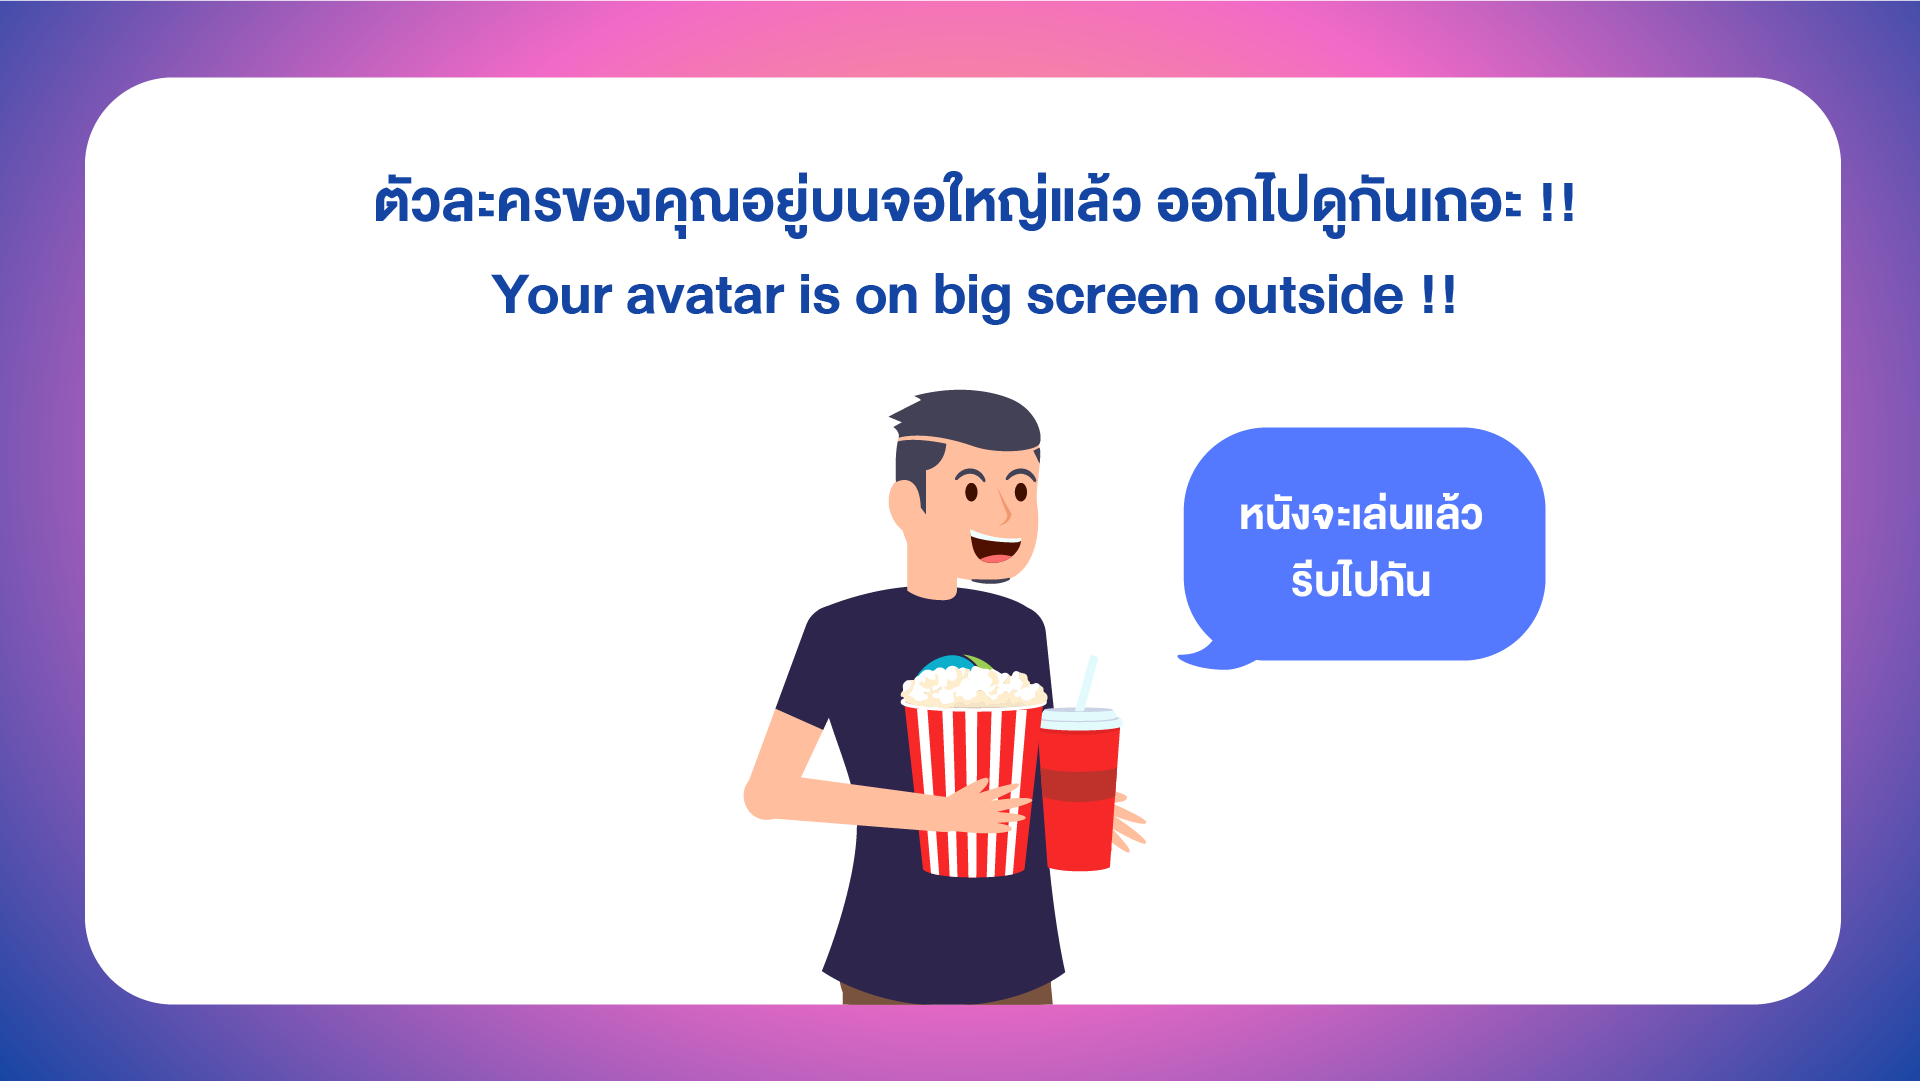 ตัวละครของคุณอยู่บนจอใหญ่แล้ว ออกไปดูกันเถอะ !!
Your avatar is on big screen outside !!
หนังจะเล่นแล้ว
รีบไปกัน